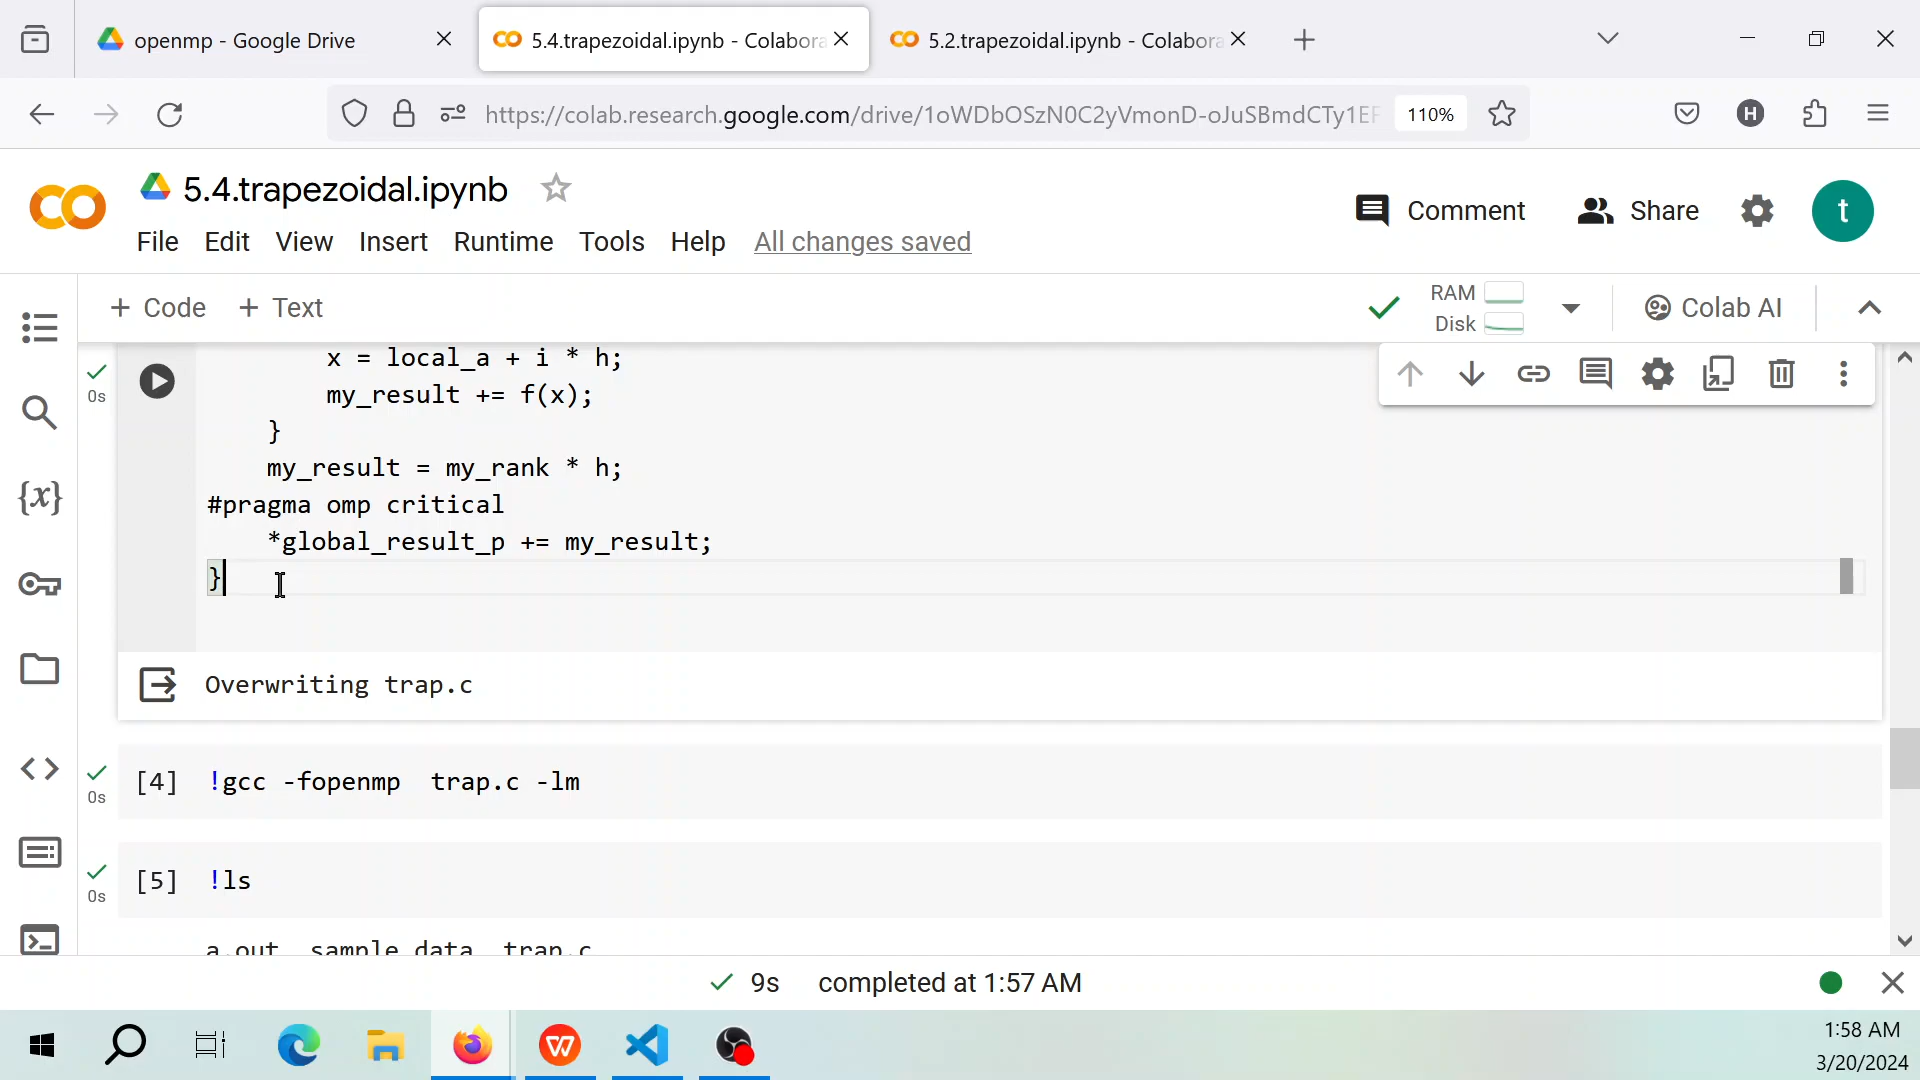 openmp - Google Drive
5.4.trapezoidal.ipynb - Colabora
5.2.trapezoidal.ipynb - Colabora
https://colab.research.google.com/drive/1oWDbOSzN0C2yVmonD-oJuSBmdCTy1EF
110%
H
5.4.trapezoidal.ipynb
Comment
Share
t
File Edit View Insert Runtime Tools Help All changes saved
+ Code + Text
RAM
Disk
Colab AI
0s
x = local_a + i * h;
my_result += f(x);
}
my_result = my_rank * h;
#pragma omp critical
*global_result_p += my_result;
}
Overwriting trap.c
0s
[4] !gcc -fopenmp trap.c -lm
0s
[5] !ls
a.out sample_data trap.c
9s completed at 1:57 AM
1:58 AM
3/20/2024